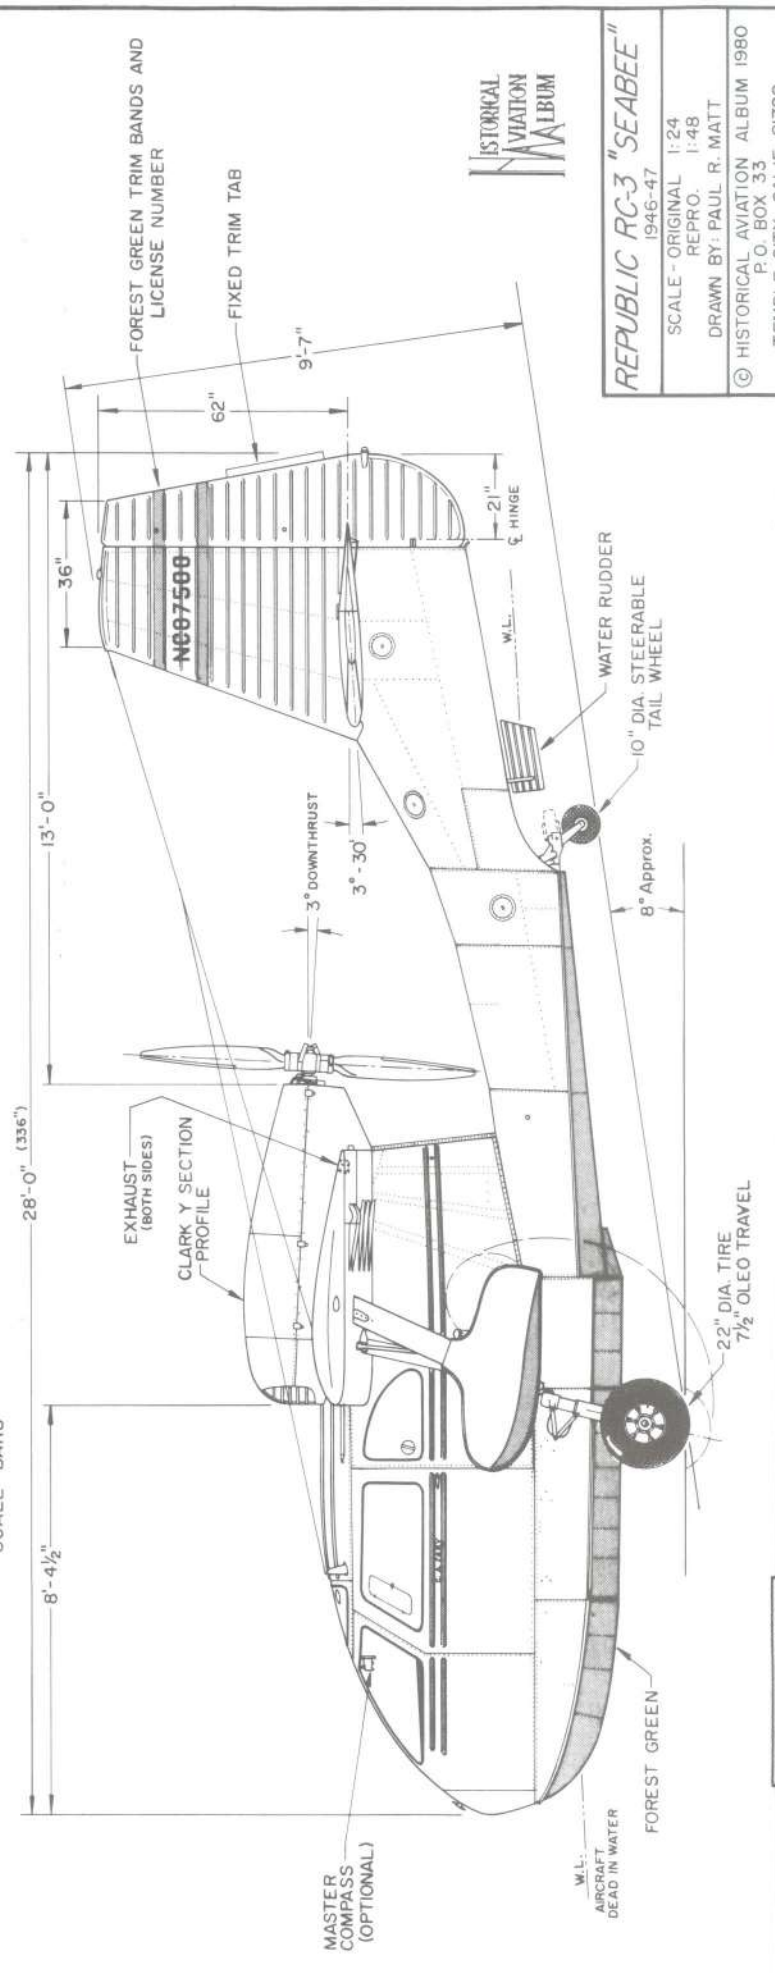 28'-0" (336")
8'-4½"
13'-0"
36"
62"
9'-7"
FOREST GREEN TRIM BANDS AND
LICENSE NUMBER
FIXED TRIM TAB
EXHAUST
(BOTH SIDES)
CLARK Y SECTION
PROFILE
MASTER
COMPASS
(OPTIONAL)
3° DOWNTHRUST
3°-30'
NC87500
21"
℄ HINGE
W.L.
WATER RUDDER
10" DIA. STEERABLE
TAIL WHEEL
8° Approx.
22" DIA. TIRE
7½" OLEO TRAVEL
FOREST GREEN
W.L.
AIRCRAFT
DEAD IN WATER
HISTORICAL
AVIATION
ALBUM
REPUBLIC RC-3 "SEABEE"
1946-47
SCALE - ORIGINAL 1:24
REPRO. 1:48
DRAWN BY: PAUL R. MATT
© HISTORICAL AVIATION ALBUM 1980
P.O. BOX 33